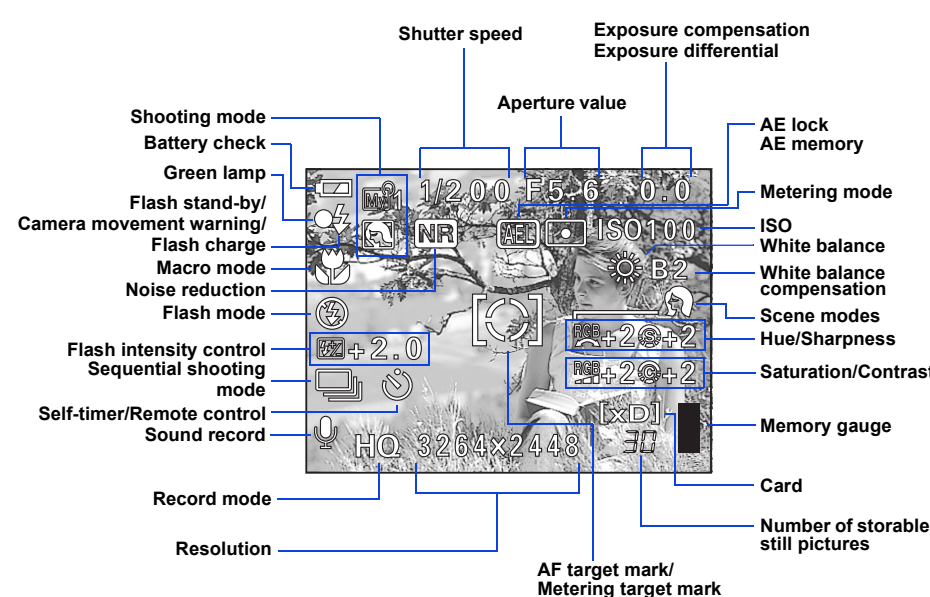 Shutter speed
Exposure compensation
Exposure differential
Aperture value
Shooting mode
Battery check
Green lamp
Flash stand-by/
Camera movement warning/
Flash charge
Macro mode
Noise reduction
Flash mode
Flash intensity control
Sequential shooting
mode
Self-timer/Remote control
Sound record
Record mode
Resolution
My 1
1/200 F5.6 0.0
NR AEL ISO100
B2
RGB+2 S+2
+2.0
RGB+2 C+2
[xD]
30
HQ 3264×2448
AE lock
AE memory
Metering mode
ISO
White balance
White balance
compensation
Scene modes
Hue/Sharpness
Saturation/Contrast
Memory gauge
Card
Number of storable
still pictures
AF target mark/
Metering target mark